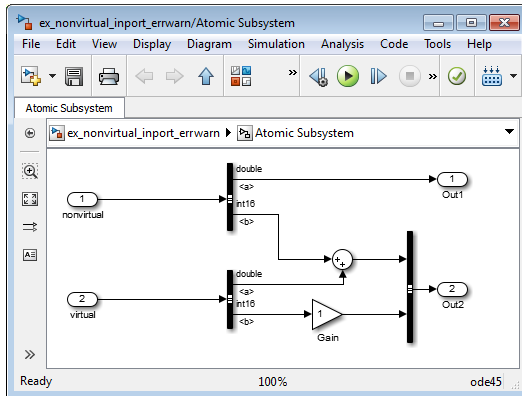 ex_nonvirtual_inport_errwarn/Atomic Subsystem
File Edit View Display Diagram Simulation Analysis Code Tools Help
»
»
Atomic Subsystem
ex_nonvirtual_inport_errwarn Atomic Subsystem
double
1
<a>
1
nonvirtual
int16
Out1
<b>
double
<a>
2
int16
2
virtual
<b>
1
Out2
Gain
A
»
Ready 100% ode45